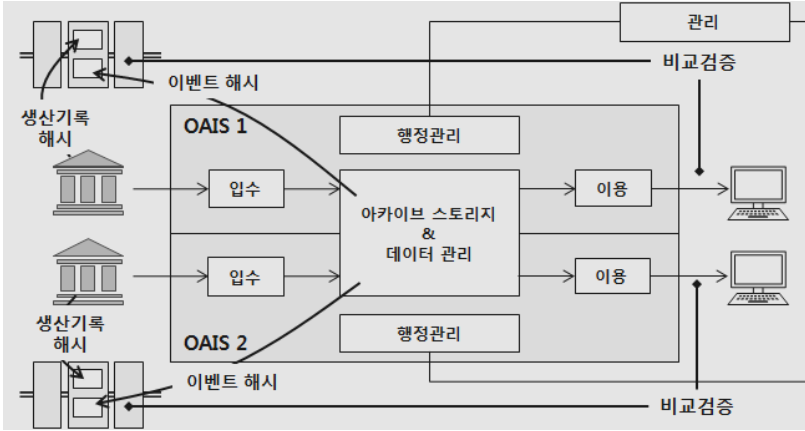 관리
비교검증
이벤트 해시
생산기록
해시
OAIS 1
행정관리
입수
이용
아카이브 스토리지
&
데이터 관리
입수
이용
생산기록
해시
OAIS 2
행정관리
이벤트 해시
비교검증